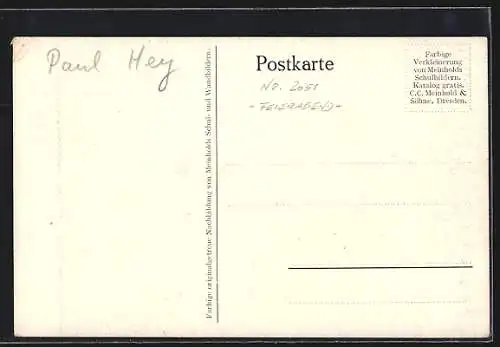 Paul Hey
Postkarte
No. 2051
- FEIERABEND -
Farbige
Verkleinerung
von Meinholds
Schulbildern.
Katalog gratis.
C.C. Meinhold &
Söhne, Dresden.
Farbige originalgetreue Nachbildung von Meinholds Schul- und Wandbildern.